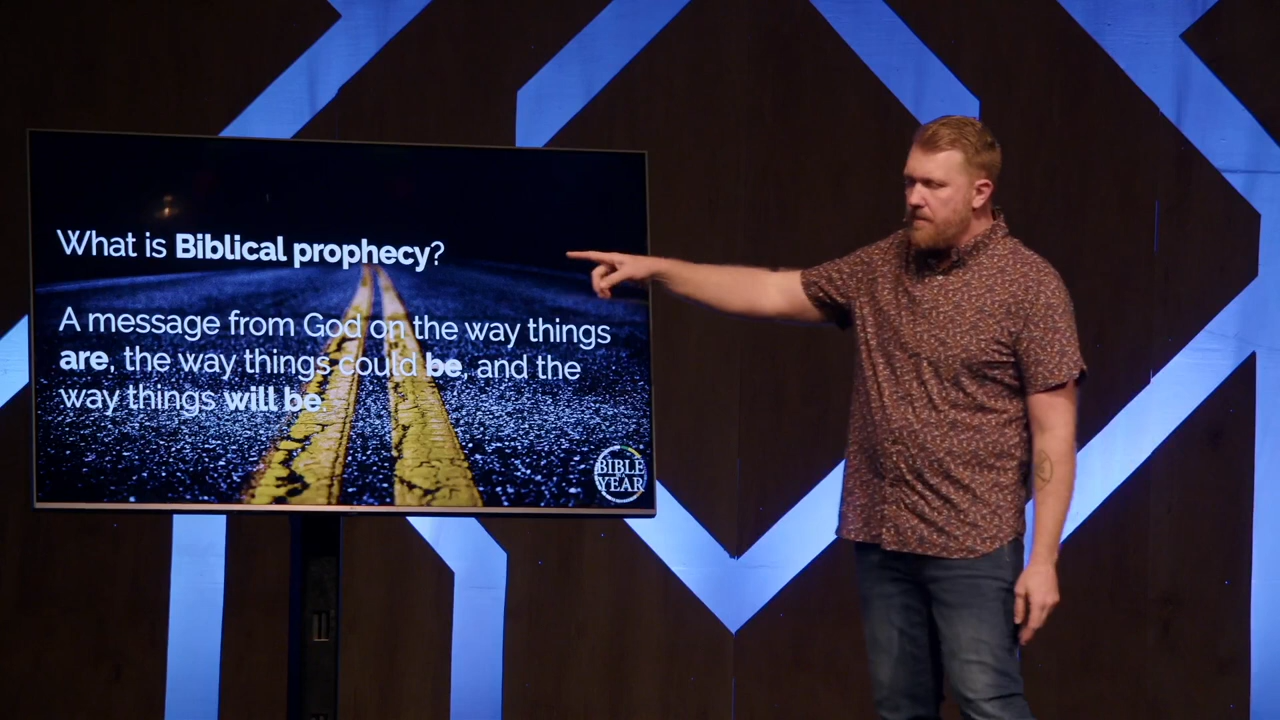 What is Biblical prophecy?
A message from God on the way things
are, the way things could be, and the
way things will be.
BIBLE
YEAR